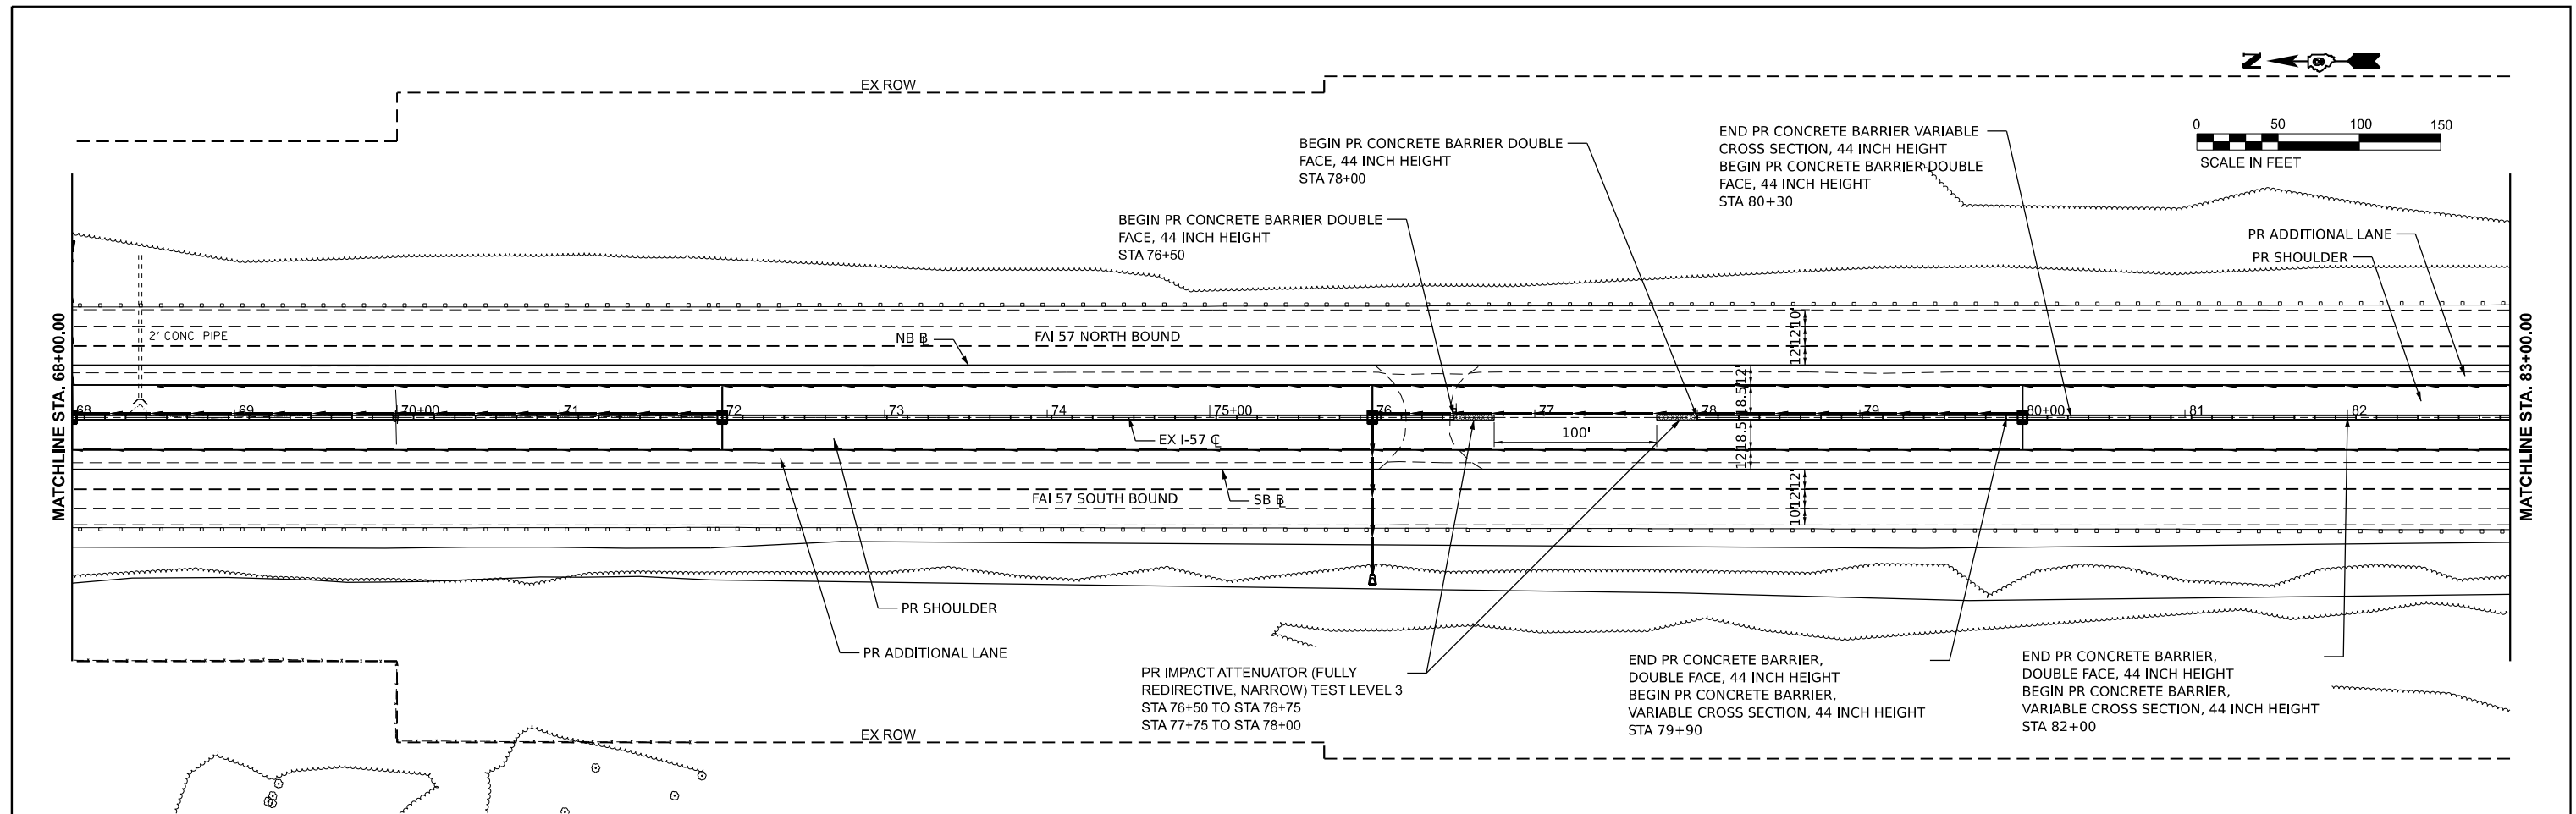 EX ROW
N
0 50 100 150
SCALE IN FEET
BEGIN PR CONCRETE BARRIER DOUBLE
FACE, 44 INCH HEIGHT
STA 78+00
END PR CONCRETE BARRIER VARIABLE
CROSS SECTION, 44 INCH HEIGHT
BEGIN PR CONCRETE BARRIER DOUBLE
FACE, 44 INCH HEIGHT
STA 80+30
BEGIN PR CONCRETE BARRIER DOUBLE
FACE, 44 INCH HEIGHT
STA 76+50
PR ADDITIONAL LANE
PR SHOULDER
MATCHLINE STA. 68+00.00
MATCHLINE STA. 83+00.00
2' CONC PIPE
NB BL
FAI 57 NORTH BOUND
12'12'10'
18.5'12'
68 69 70+00 71 72 73 74 75+00 76 77 78 79 80+00 81 82
EX I-57 CL
100'
12'18.5'
FAI 57 SOUTH BOUND
SB BL
10'12'12'
PR SHOULDER
PR ADDITIONAL LANE
PR IMPACT ATTENUATOR (FULLY
REDIRECTIVE, NARROW) TEST LEVEL 3
STA 76+50 TO STA 76+75
STA 77+75 TO STA 78+00
END PR CONCRETE BARRIER,
DOUBLE FACE, 44 INCH HEIGHT
BEGIN PR CONCRETE BARRIER,
VARIABLE CROSS SECTION, 44 INCH HEIGHT
STA 79+90
END PR CONCRETE BARRIER,
DOUBLE FACE, 44 INCH HEIGHT
BEGIN PR CONCRETE BARRIER,
VARIABLE CROSS SECTION, 44 INCH HEIGHT
STA 82+00
EX ROW